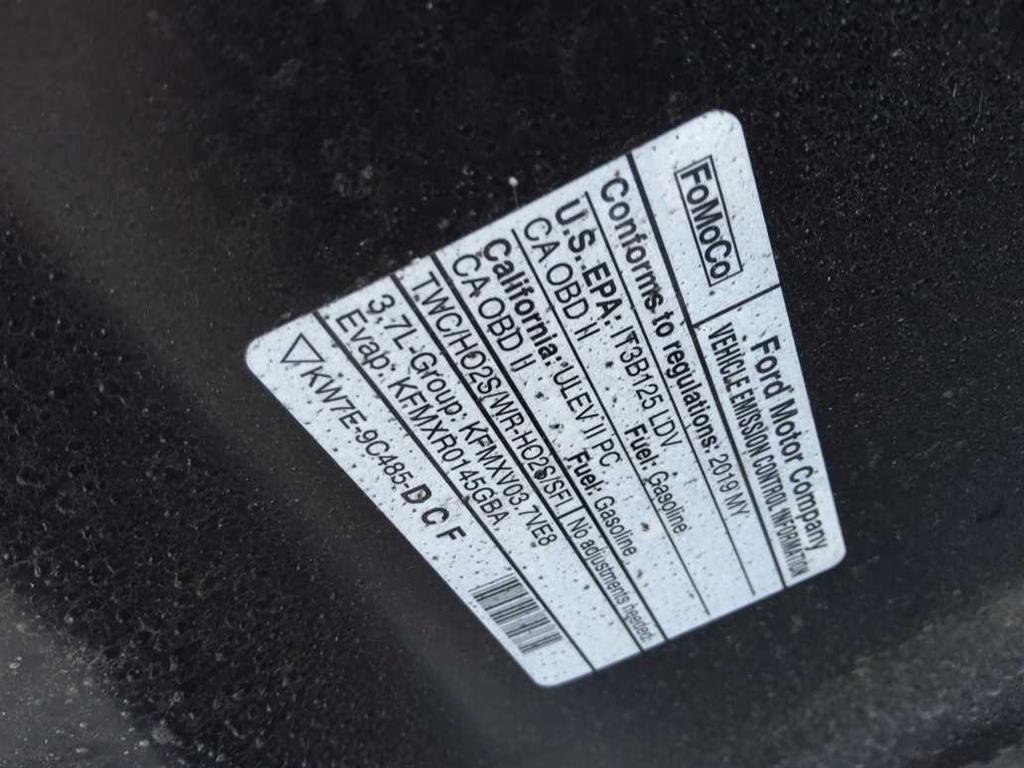 FoMoCo
Ford Motor Company
VEHICLE EMISSION CONTROL INFORMATION
Conforms to regulations: 2019 MY
U.S. EPA: T3B125 LDV Fuel: Gasoline
CA OBD II
California: ULEV II PC Fuel: Gasoline
CA OBD II
TWC/HO2S/WR-HO2S/SFI No adjustments needed.
3.7L-Group: KFMXV03.7VE8
Evap: KFMXR0145GBA
KW7E-9C485-DCF